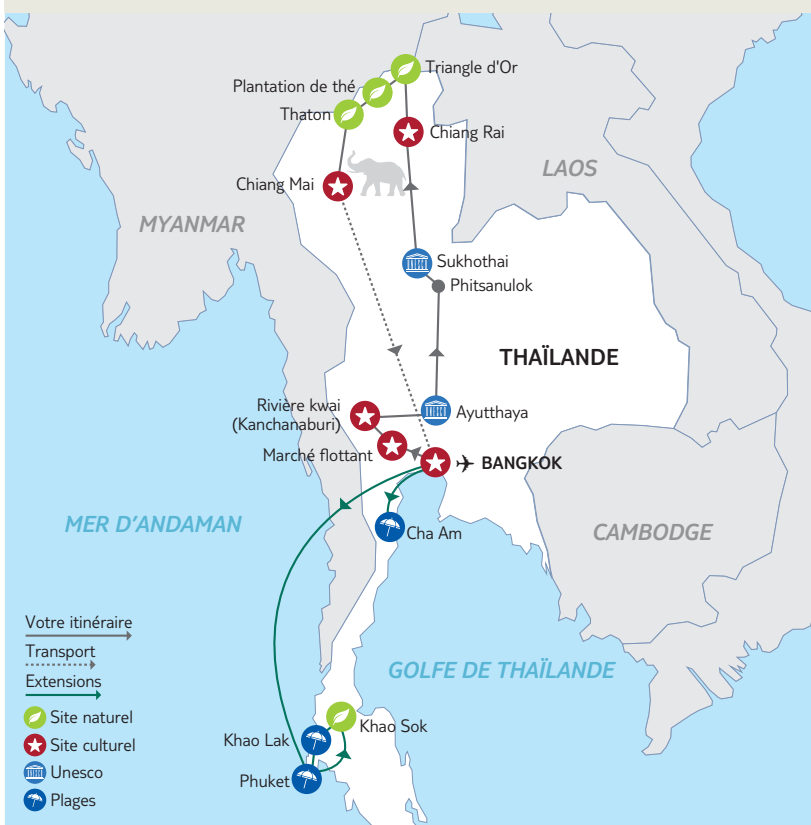 Triangle d'Or
Plantation de thé
Thaton
Chiang Rai
Chiang Mai
LAOS
MYANMAR
Sukhothai
Phitsanulok
THAÏLANDE
Rivière kwai
(Kanchanaburi)
Ayutthaya
Marché flottant
BANGKOK
MER D'ANDAMAN
Cha Am
CAMBODGE
Votre itinéraire
Transport
Extensions
GOLFE DE THAÏLANDE
Site naturel
Khao Sok
Site culturel
Khao Lak
Unesco
Phuket
Plages